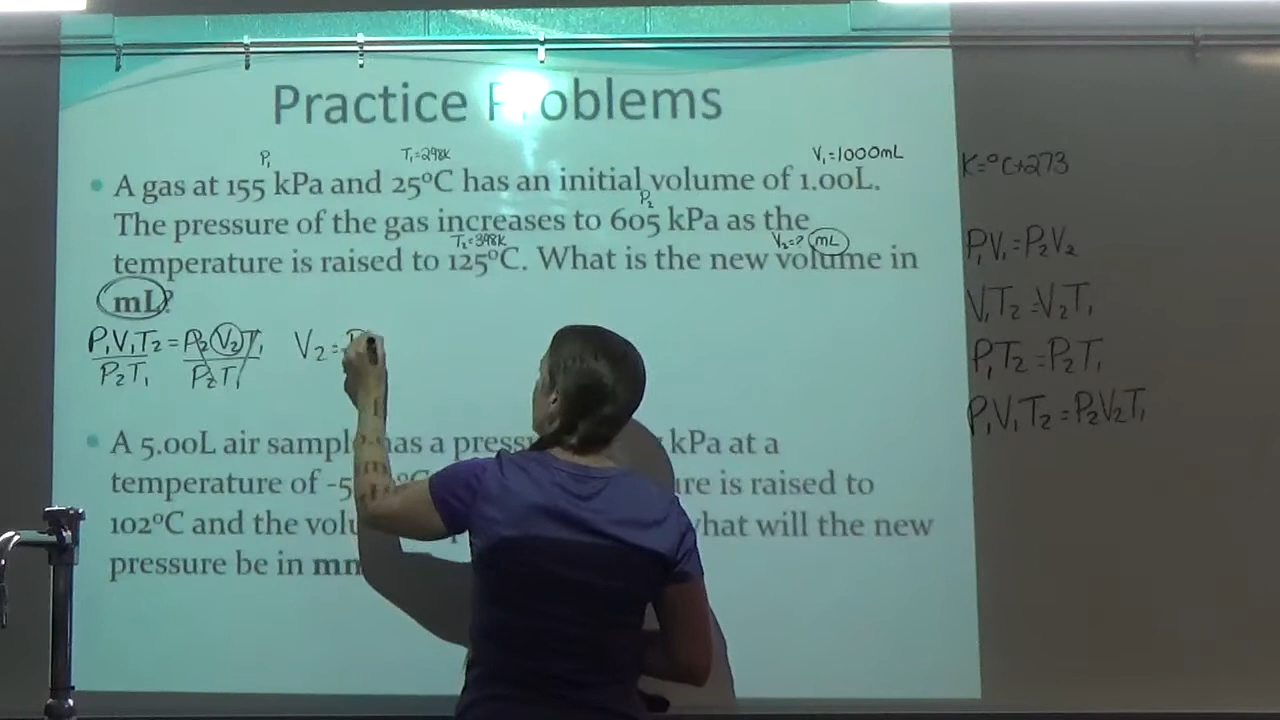 Practice Problems
P₁ T₁=298K V₁=1000mL
• A gas at 155 kPa and 25°C has an initial volume of 1.00L.
P₂
The pressure of the gas increases to 605 kPa as the
T₂=398K V₂=? mL
temperature is raised to 125°C. What is the new volume in
mL?
P₁V₁T₂=P₂V₂T₁ V₂=
P₂T₁ P₂T₁
• A 5.00L air sample has a kPa at a
temperature of is raised to
102°C and the what will the new
pressure be in
K=°C+273
P₁V₁=P₂V₂
V₁T₂=V₂T₁
P₁T₂=P₂T₁
P₁V₁T₂=P₂V₂T₁